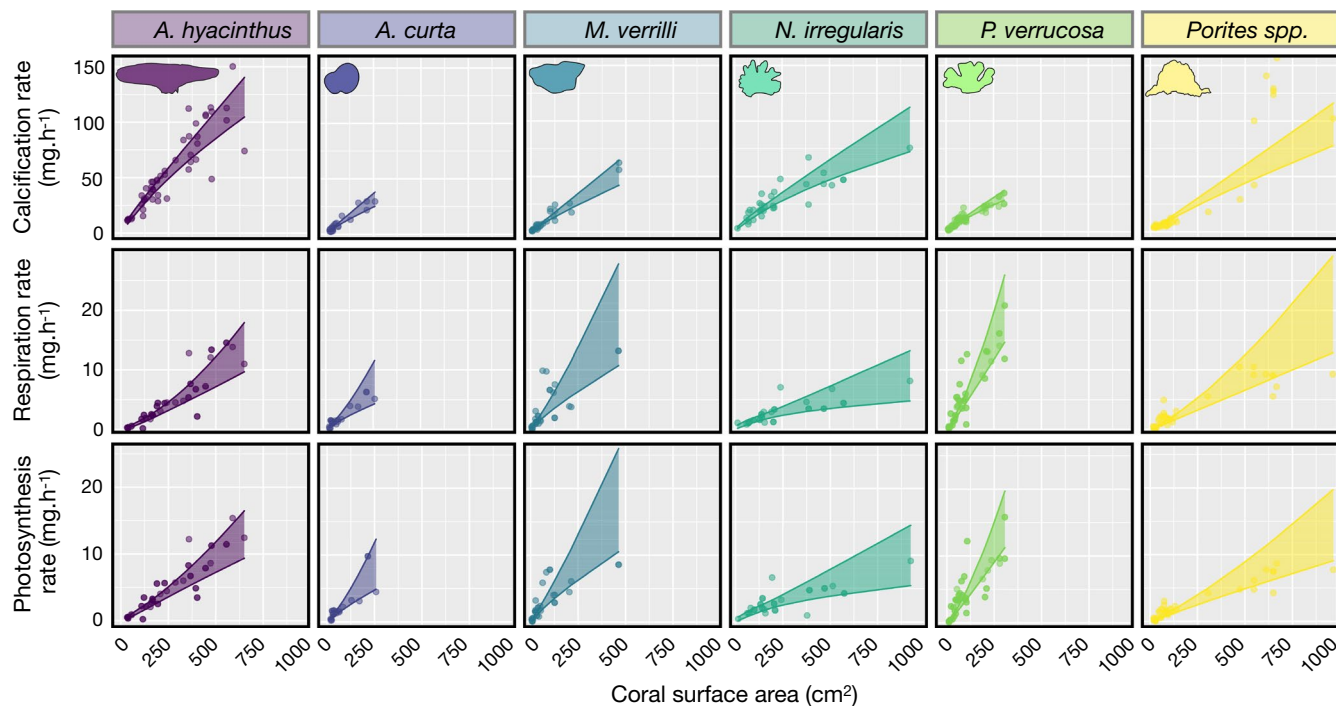 A. hyacinthus A. curta M. verrilli N. irregularis P. verrucosa Porites spp.
Calcification rate
(mg.h-1)
150
100
50
0
Respiration rate
(mg.h-1)
20
10
0
Photosynthesis
rate (mg.h-1)
20
10
0
0 250 500 750 1000 0 250 500 750 1000 0 250 500 750 1000 0 250 500 750 1000 0 250 500 750 1000 0 250 500 750 1000
Coral surface area (cm²)